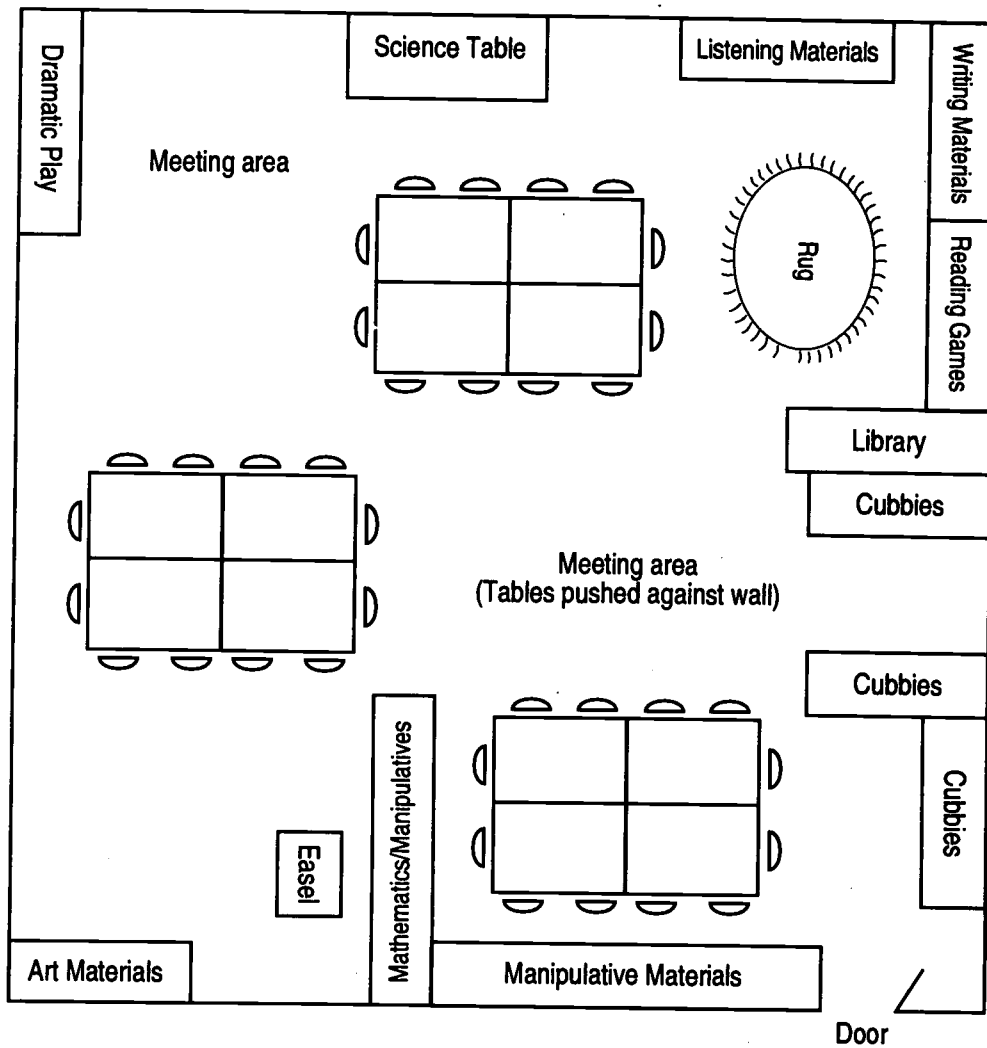 Dramatic Play
Science Table
Listening Materials
Writing Materials
Meeting area
Rug
Reading Games
Library
Cubbies
Meeting area
(Tables pushed against wall)
Cubbies
Cubbies
Mathematics/Manipulatives
Easel
Art Materials
Manipulative Materials
Door